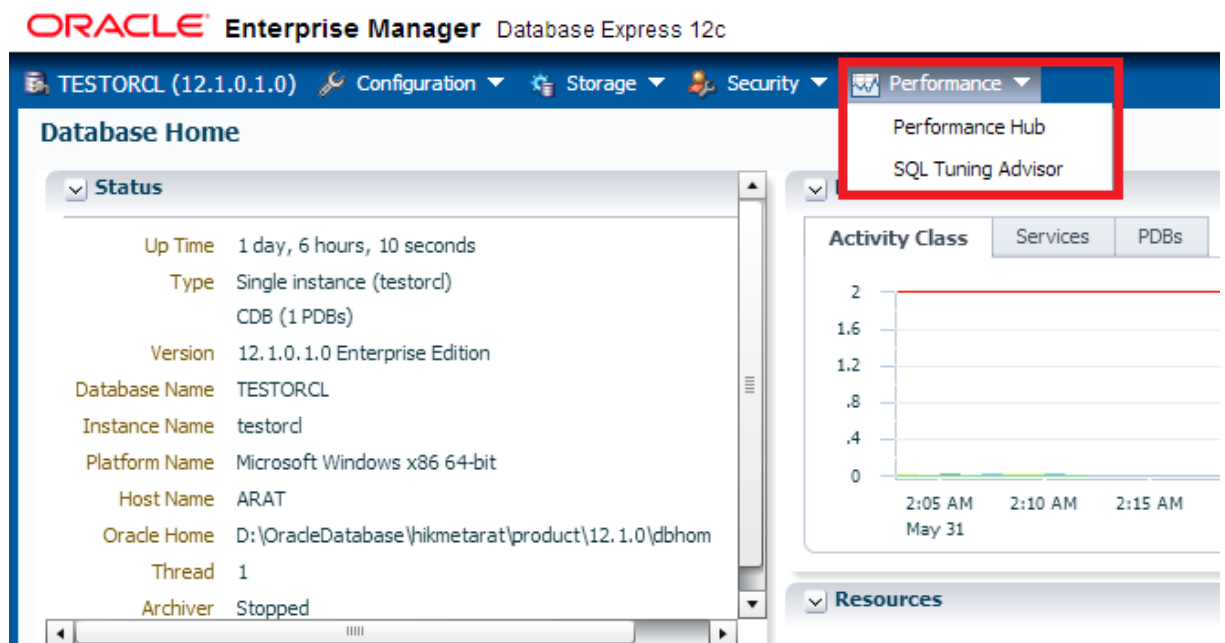 ORACLE Enterprise Manager Database Express 12c
TESTORCL (12.1.0.1.0) Configuration Storage Security Performance
Performance Hub
SQL Tuning Advisor
Database Home
Status
Up Time 1 day, 6 hours, 10 seconds
Type Single instance (testorcl)
CDB (1 PDBs)
Version 12.1.0.1.0 Enterprise Edition
Database Name TESTORCL
Instance Name testorcl
Platform Name Microsoft Windows x86 64-bit
Host Name ARAT
Oracle Home D:\OracleDatabase\hikmetarat\product\12.1.0\dbhom
Thread 1
Archiver Stopped
Activity Class Services PDBs
2
1.6
1.2
.8
.4
0
2:05 AM 2:10 AM 2:15 AM
May 31
Resources